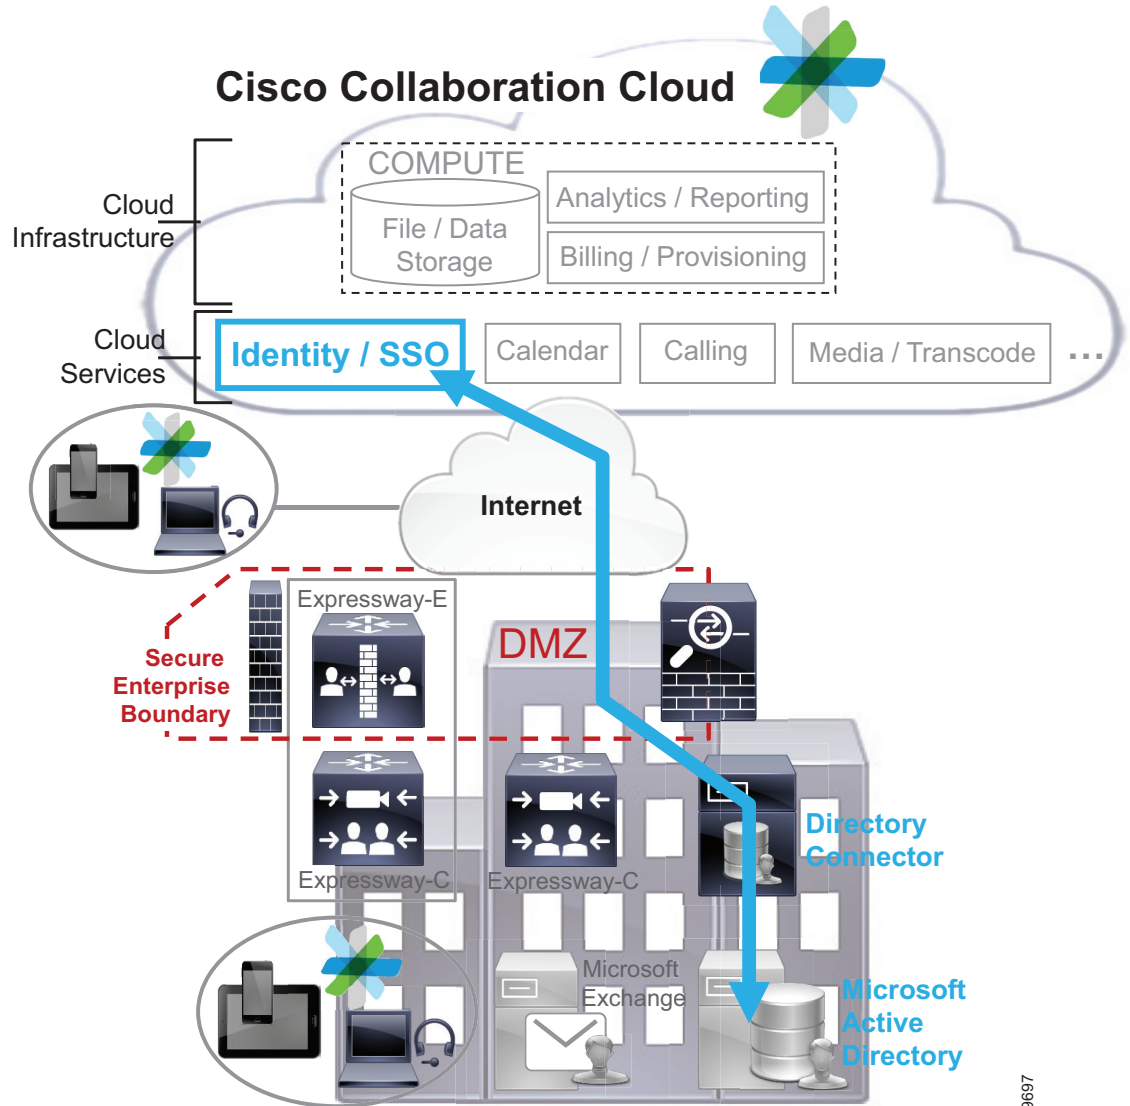 Cisco Collaboration Cloud
COMPUTE
File / Data
Storage
Analytics / Reporting
Billing / Provisioning
Cloud
Infrastructure
Cloud
Services
Identity / SSO
Calendar
Calling
Media / Transcode
...
Internet
Expressway-E
DMZ
Secure
Enterprise
Boundary
Expressway-C
Expressway-C
Directory
Connector
Microsoft
Exchange
Microsoft
Active
Directory